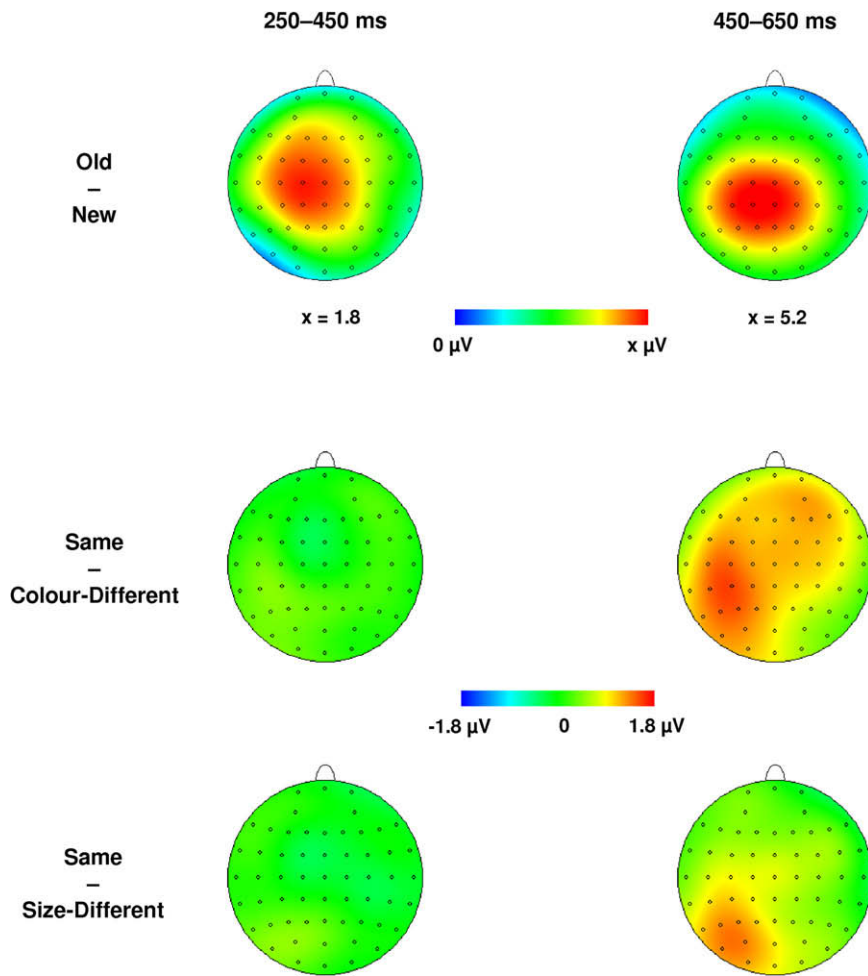 250–450 ms
450–650 ms
Old
–
New
x = 1.8
x = 5.2
0 µV
x µV
Same
–
Colour-Different
-1.8 µV
0
1.8 µV
Same
–
Size-Different